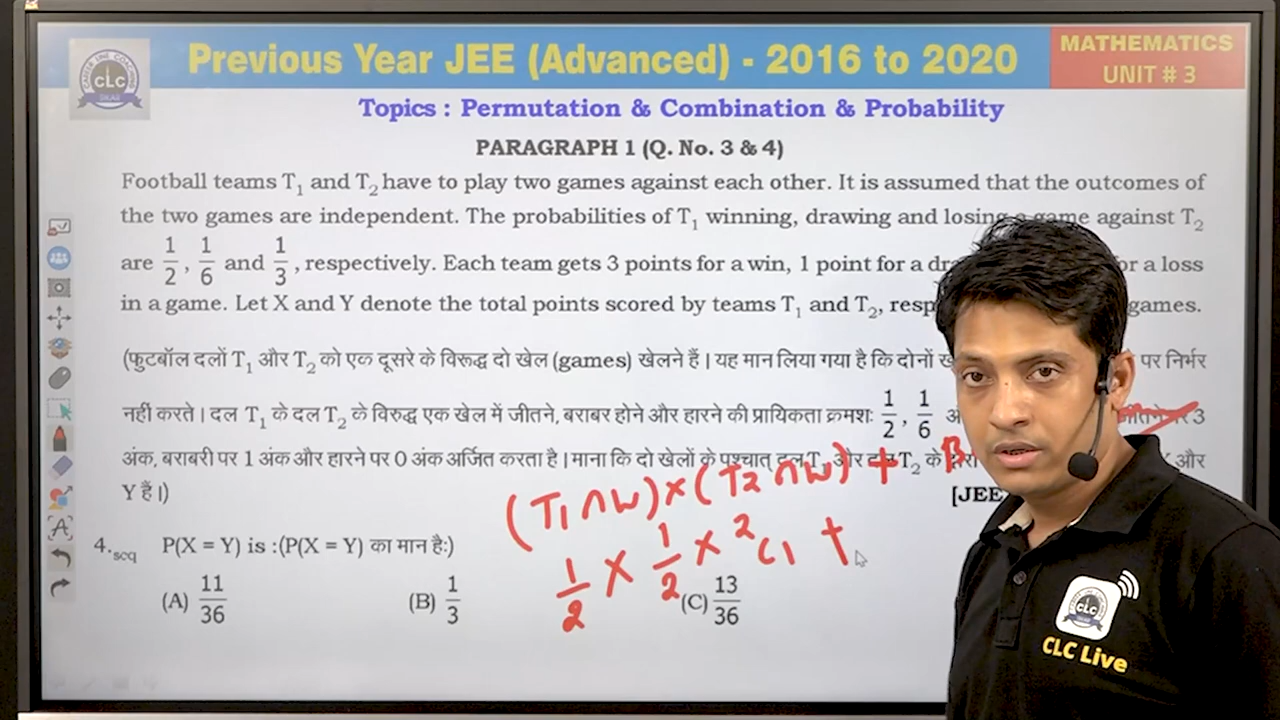 Previous Year JEE (Advanced) - 2016 to 2020
MATHEMATICS
UNIT # 3
CLC
Topics : Permutation & Combination & Probability
PARAGRAPH 1 (Q. No. 3 & 4)
Football teams T₁ and T₂ have to play two games against each other. It is assumed that the outcomes of
the two games are independent. The probabilities of T₁ winning, drawing and losing a game against T₂
are 1/2, 1/6 and 1/3, respectively. Each team gets 3 points for a win, 1 point for a or a loss
in a game. Let X and Y denote the total points scored by teams T₁ and T₂, games.
(फुटबॉल दलों T₁ और T₂ को एक दूसरे के विरूद्ध दो खेल (games) खेलने हैं। यह मान लिया गया है कि दोनों पर निर्भर
नहीं करते। दल T₁ के दल T₂ के विरुद्ध एक खेल में जीतने, बराबर होने और हारने की प्रायिकता क्रमशः 1/2, 1/6 3
अंक, बराबरी पर 1 अंक और हारने पर 0 अंक अर्जित करता है। माना कि दो खेलों के पश्चात् दल T₁ और दल T₂ के और
Y हैं।)
[JEE
(T₁ ∩ W) × (T₂ ∩ W) + B
1/2 × 1/2 × ²C₁ +
4.scq P(X = Y) is :(P(X = Y) का मान है:)
(A) 11/36 (B) 1/3 (C) 13/36
CLC
CLC Live